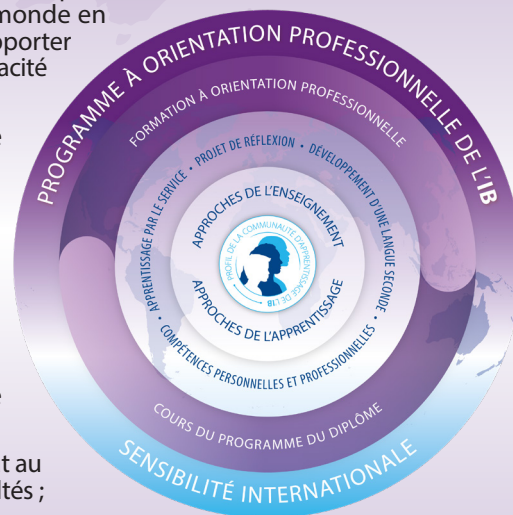 monde en
pporter
acité
e
e
t au
ltés ;
PROGRAMME À ORIENTATION PROFESSIONNELLE DE L'IB
FORMATION À ORIENTATION PROFESSIONNELLE
APPRENTISSAGE PAR LE SERVICE • PROJET DE RÉFLEXION • DÉVELOPPEMENT D'UNE LANGUE SECONDE •
APPROCHES DE L'ENSEIGNEMENT
PROFIL DE LA COMMUNAUTÉ D'APPRENTISSAGE DE L'IB
APPROCHES DE L'APPRENTISSAGE
• COMPÉTENCES PERSONNELLES ET PROFESSIONNELLES
COURS DU PROGRAMME DU DIPLÔME
SENSIBILITÉ INTERNATIONALE